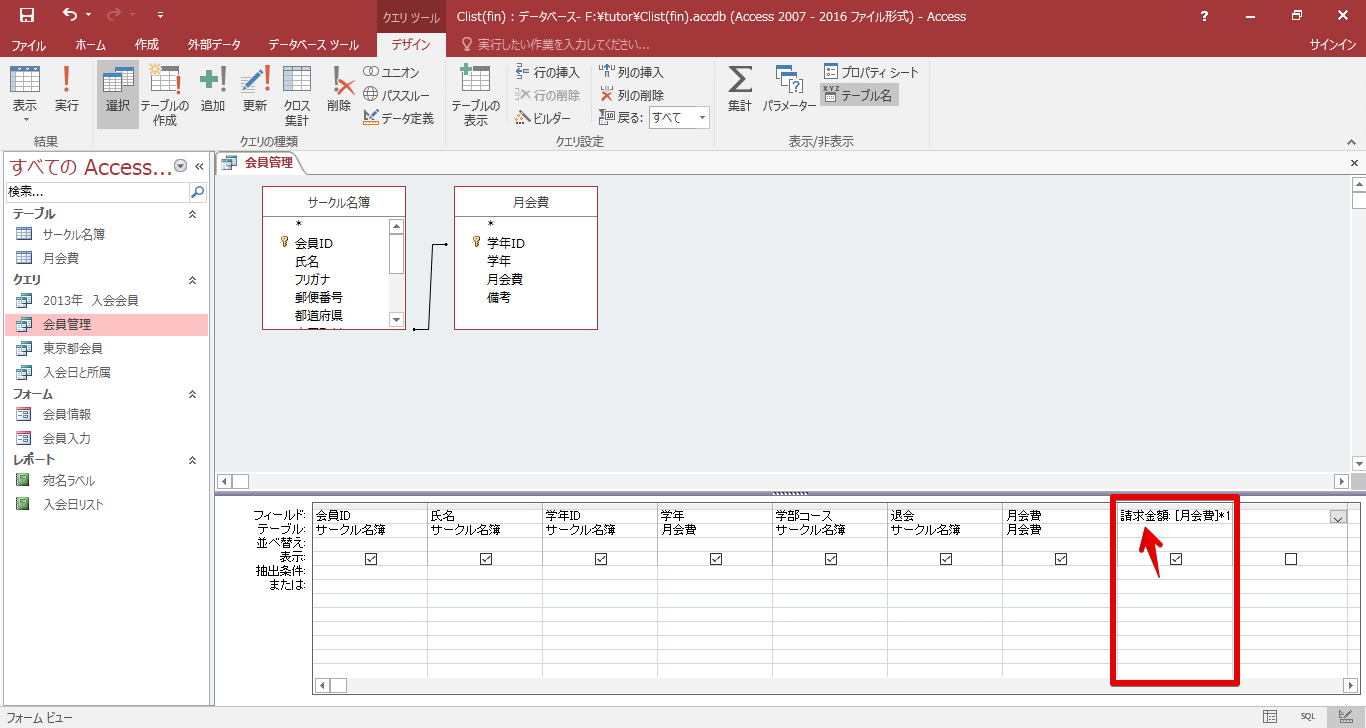 クエリ ツール
Clist(fin) : データベース- F:¥tutor¥Clist(fin).accdb (Access 2007 - 2016 ファイル形式) - Access
?
ファイル ホーム 作成 外部データ データベース ツール デザイン 実行したい作業を入力してください... サインイン
表示
実行
結果
選択
テーブルの
作成
追加
更新
クロス
集計
削除
ユニオン
パススルー
データ定義
クエリの種類
テーブルの
表示
行の挿入
行の削除
ビルダー
列の挿入
列の削除
戻る: すべて
クエリ設定
集計
パラメーター
プロパティ シート
XYZ
テーブル名
表示/非表示
すべての Access...
検索...
テーブル
サークル名簿
月会費
クエリ
2013年 入会会員
会員管理
東京都会員
入会日と所属
フォーム
会員情報
会員入力
レポート
宛名ラベル
入会日リスト
会員管理
サークル名簿
*
会員ID
氏名
フリガナ
郵便番号
都道府県
月会費
*
学年ID
学年
月会費
備考
フィールド: 会員ID 氏名 学年ID 学年 学部コース 退会 月会費 請求金額: [月会費]*1
テーブル: サークル名簿 サークル名簿 サークル名簿 月会費 サークル名簿 サークル名簿 月会費
並べ替え:
表示:
抽出条件:
または:
フォーム ビュー
SQL